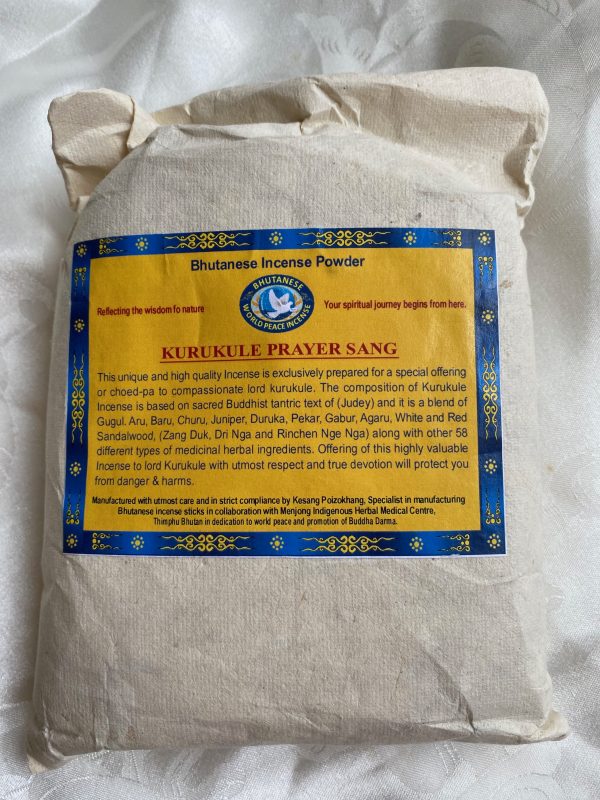 Bhutanese Incense Powder
BHUTANESE
WORLD PEACE INCENSE
Reflecting the wisdom fo nature
Your spiritual journey begins from here.
KURUKULE PRAYER SANG
This unique and high quality Incense is exclusively prepared for a special offering
or choed-pa to compassionate lord kurukule. The composition of Kurukule
Incense is based on sacred Buddhist tantric text of (Judey) and it is a blend of
Gugul. Aru, Baru, Churu, Juniper, Duruka, Pekar, Gabur, Agaru, White and Red
Sandalwood, (Zang Duk, Dri Nga and Rinchen Nge Nga) along with other 58
different types of medicinal herbal ingredients. Offering of this highly valuable
Incense to lord Kurukule with utmost respect and true devotion will protect you
from danger & harms.
Manufactured with utmost care and in strict compliance by Kesang Poizokhang, Specialist in manufacturing
Bhutanese incense sticks in collaboration with Menjong Indigenous Herbal Medical Centre,
Thimphu Bhutan in dedication to world peace and promotion of Buddha Darma.